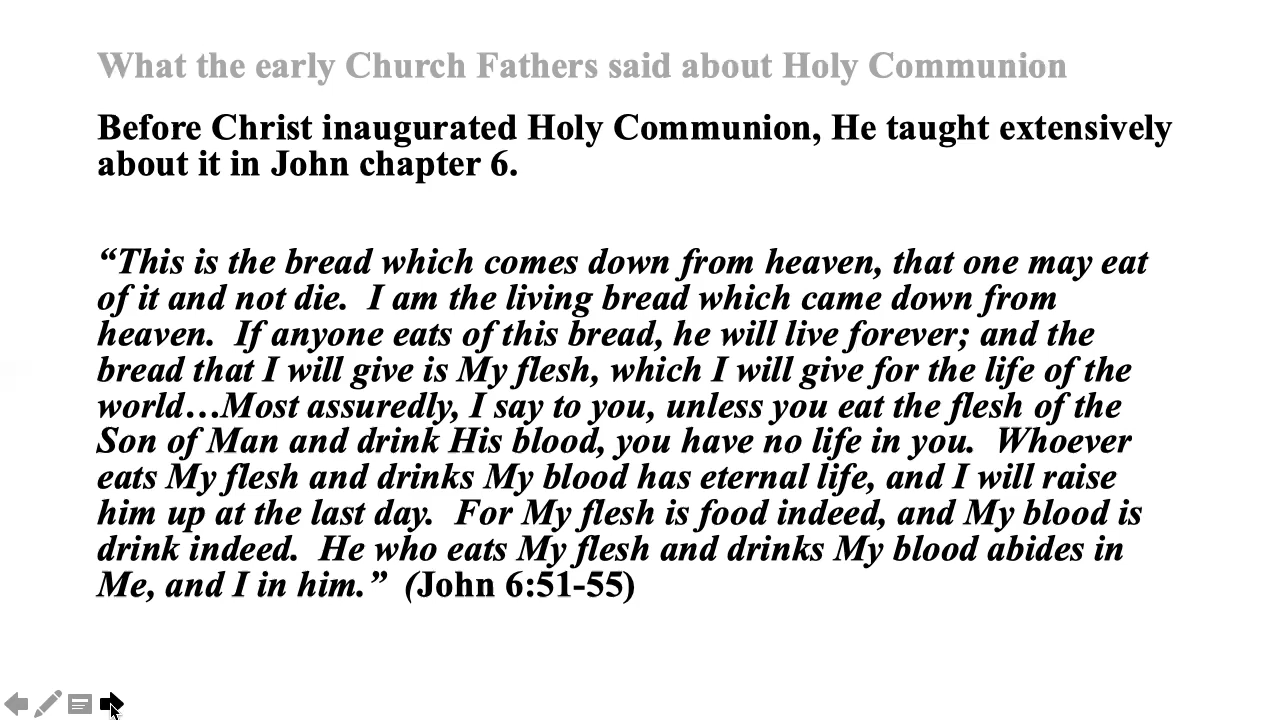 What the early Church Fathers said about Holy Communion
Before Christ inaugurated Holy Communion, He taught extensively
about it in John chapter 6.
“This is the bread which comes down from heaven, that one may eat
of it and not die.  I am the living bread which came down from
heaven.  If anyone eats of this bread, he will live forever; and the
bread that I will give is My flesh, which I will give for the life of the
world…Most assuredly, I say to you, unless you eat the flesh of the
Son of Man and drink His blood, you have no life in you.  Whoever
eats My flesh and drinks My blood has eternal life, and I will raise
him up at the last day.  For My flesh is food indeed, and My blood is
drink indeed.  He who eats My flesh and drinks My blood abides in
Me, and I in him.”  (John 6:51-55)